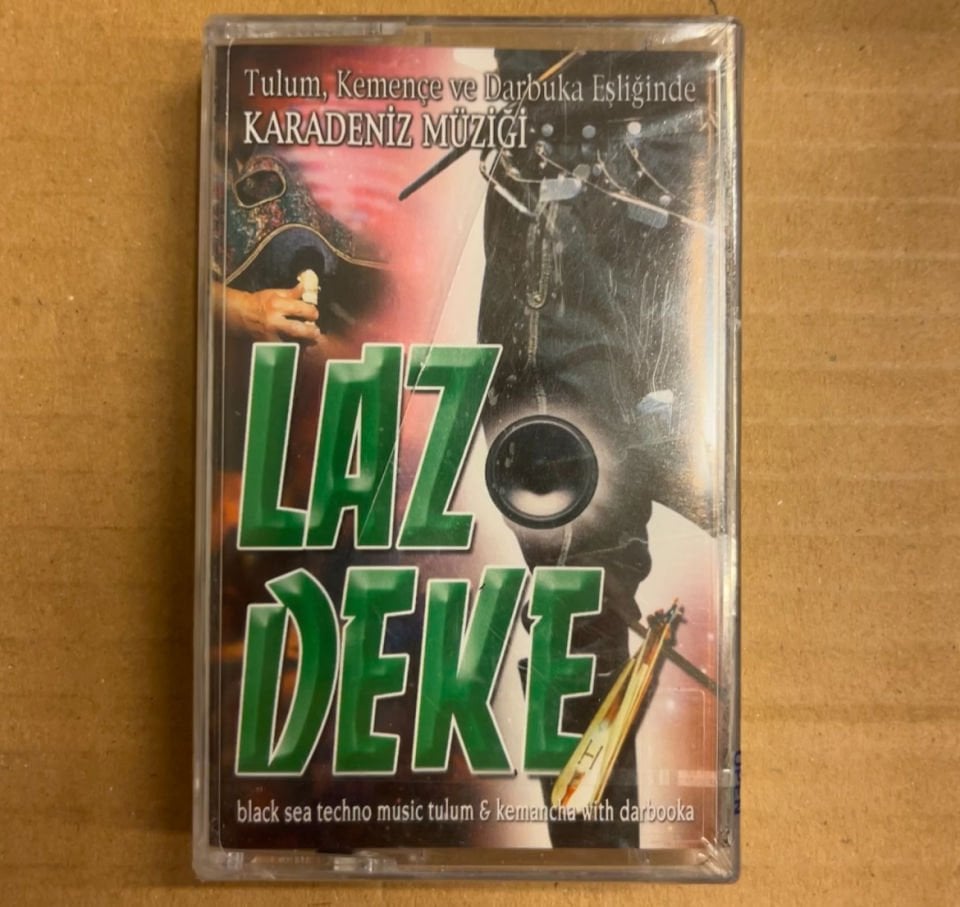 Tulum, Kemençe ve Darbuka Eşliğinde
KARADENİZ MÜZİĞİ
LAZ
DEKE
black sea techno music tulum & kemancha with darbooka